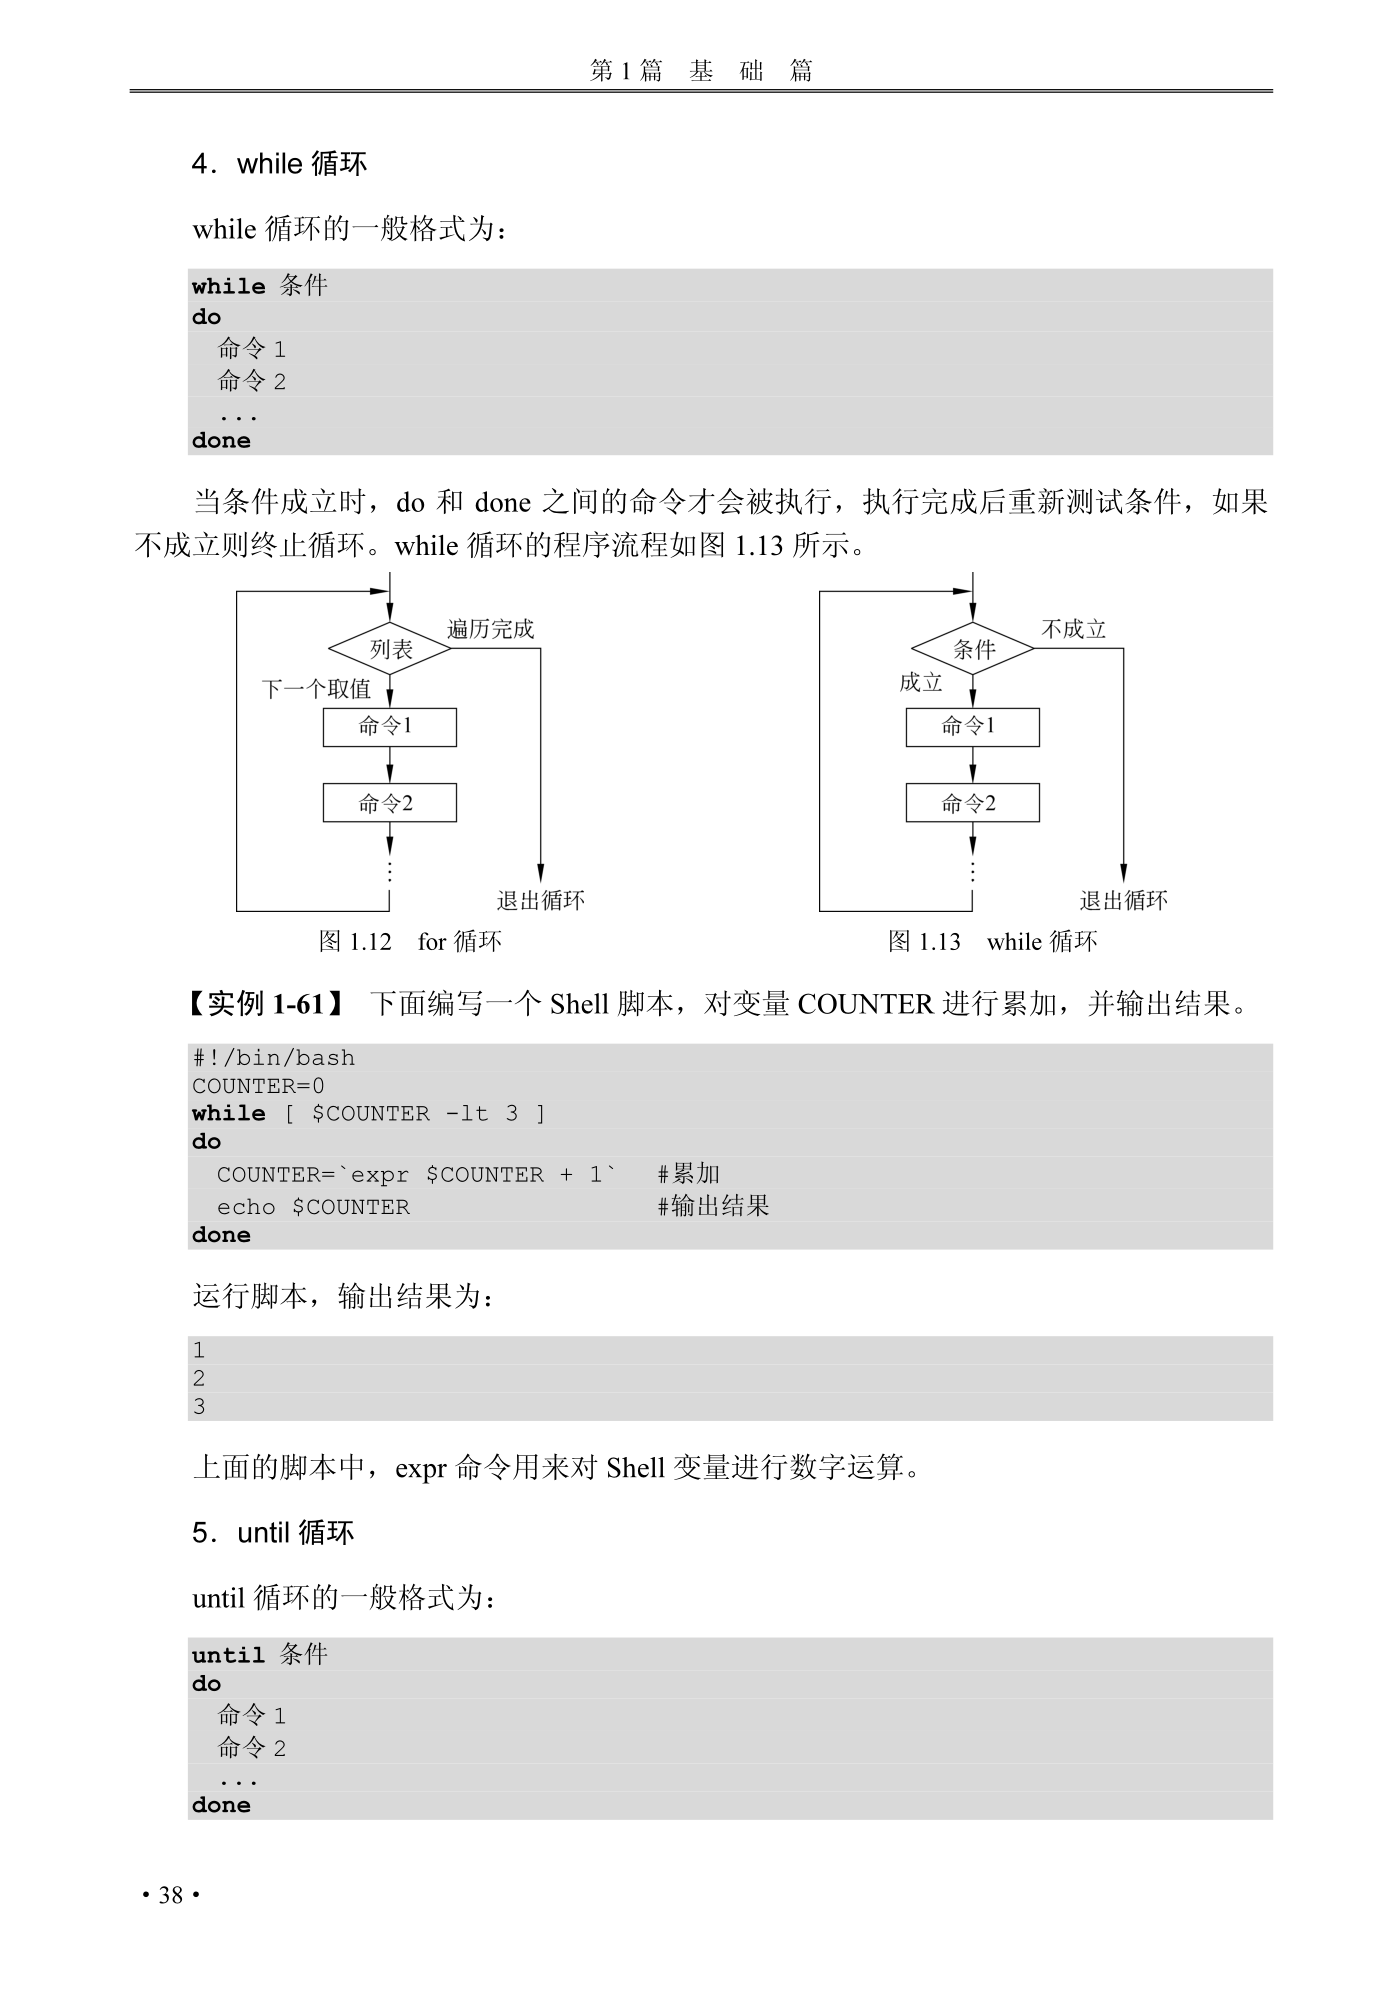 第 1 篇　基　础　篇
4．while 循环
while 循环的一般格式为：
while 条件
do
  命令 1
  命令 2
  ...
done
当条件成立时，do 和 done 之间的命令才会被执行，执行完成后重新测试条件，如果
不成立则终止循环。while 循环的程序流程如图 1.13 所示。
列表
遍历完成
下一个取值
命令1
命令2
⋮
退出循环
图 1.12　for 循环
条件
不成立
成立
命令1
命令2
⋮
退出循环
图 1.13　while 循环
【实例 1-61】 下面编写一个 Shell 脚本，对变量 COUNTER 进行累加，并输出结果。
#!/bin/bash
COUNTER=0
while [ $COUNTER -lt 3 ]
do
  COUNTER=`expr $COUNTER + 1`   #累加
  echo $COUNTER                 #输出结果
done
运行脚本，输出结果为：
1
2
3
上面的脚本中，expr 命令用来对 Shell 变量进行数字运算。
5．until 循环
until 循环的一般格式为：
until 条件
do
  命令 1
  命令 2
  ...
done
·38·